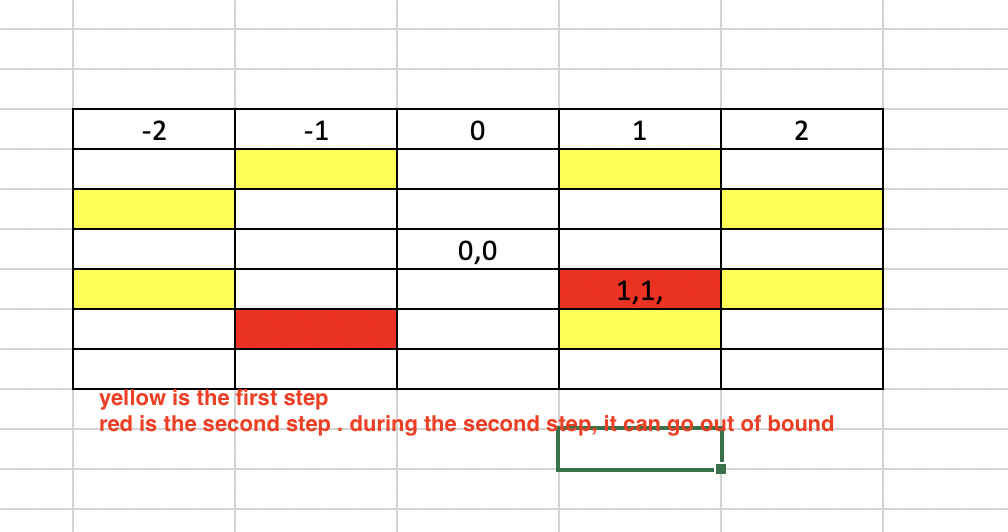 -2 -1 0 1 2
0,0
1,1,
yellow is the first step
red is the second step . during the second step, it can go out of bound